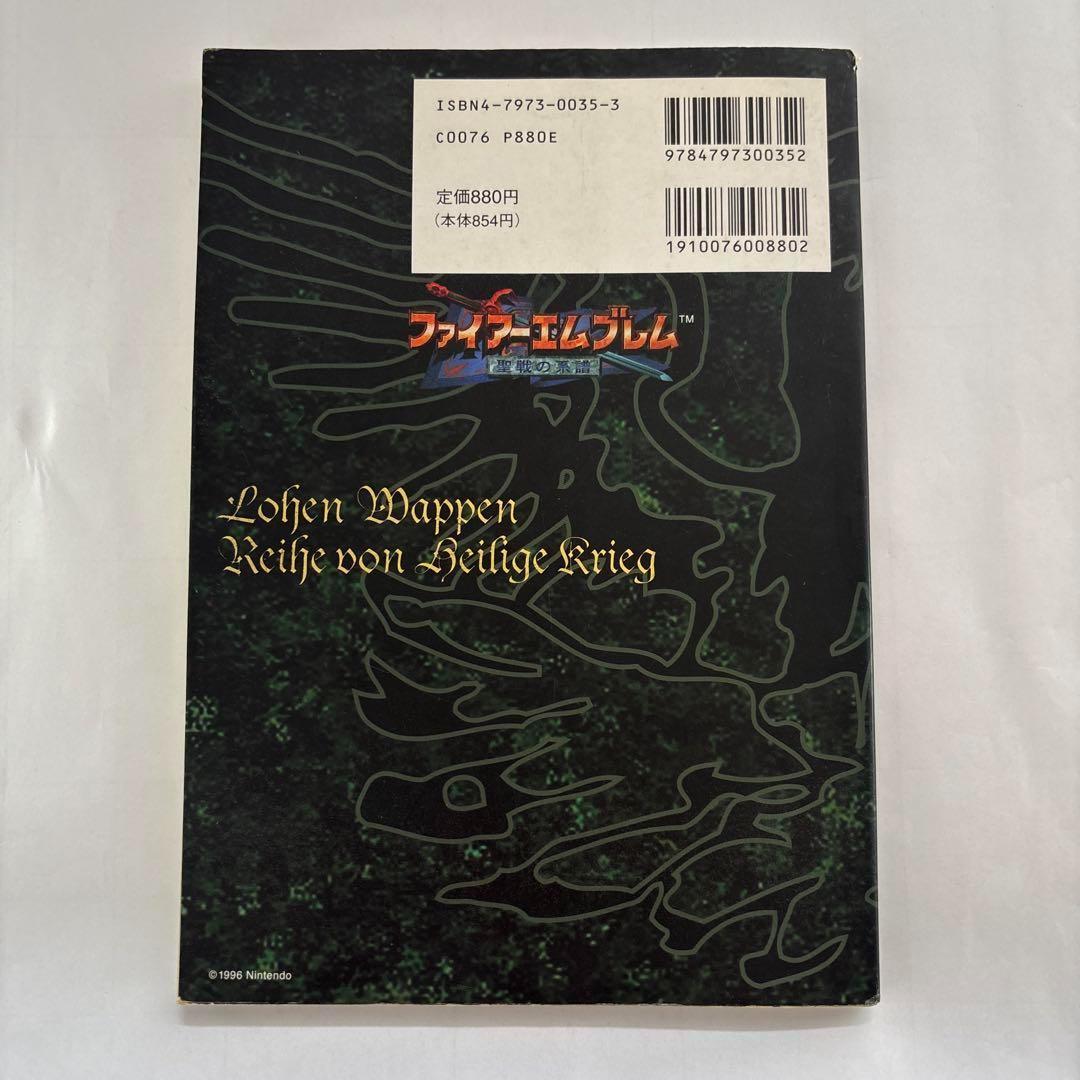 ISBN4-7973-0035-3
C0076 P880E
9784797300352
定価880円
(本体854円)
1910076008802
ファイアーエムブレム™
聖戦の系譜
Lohen Wappen
Reihe von Heilige Krieg
©1996 Nintendo